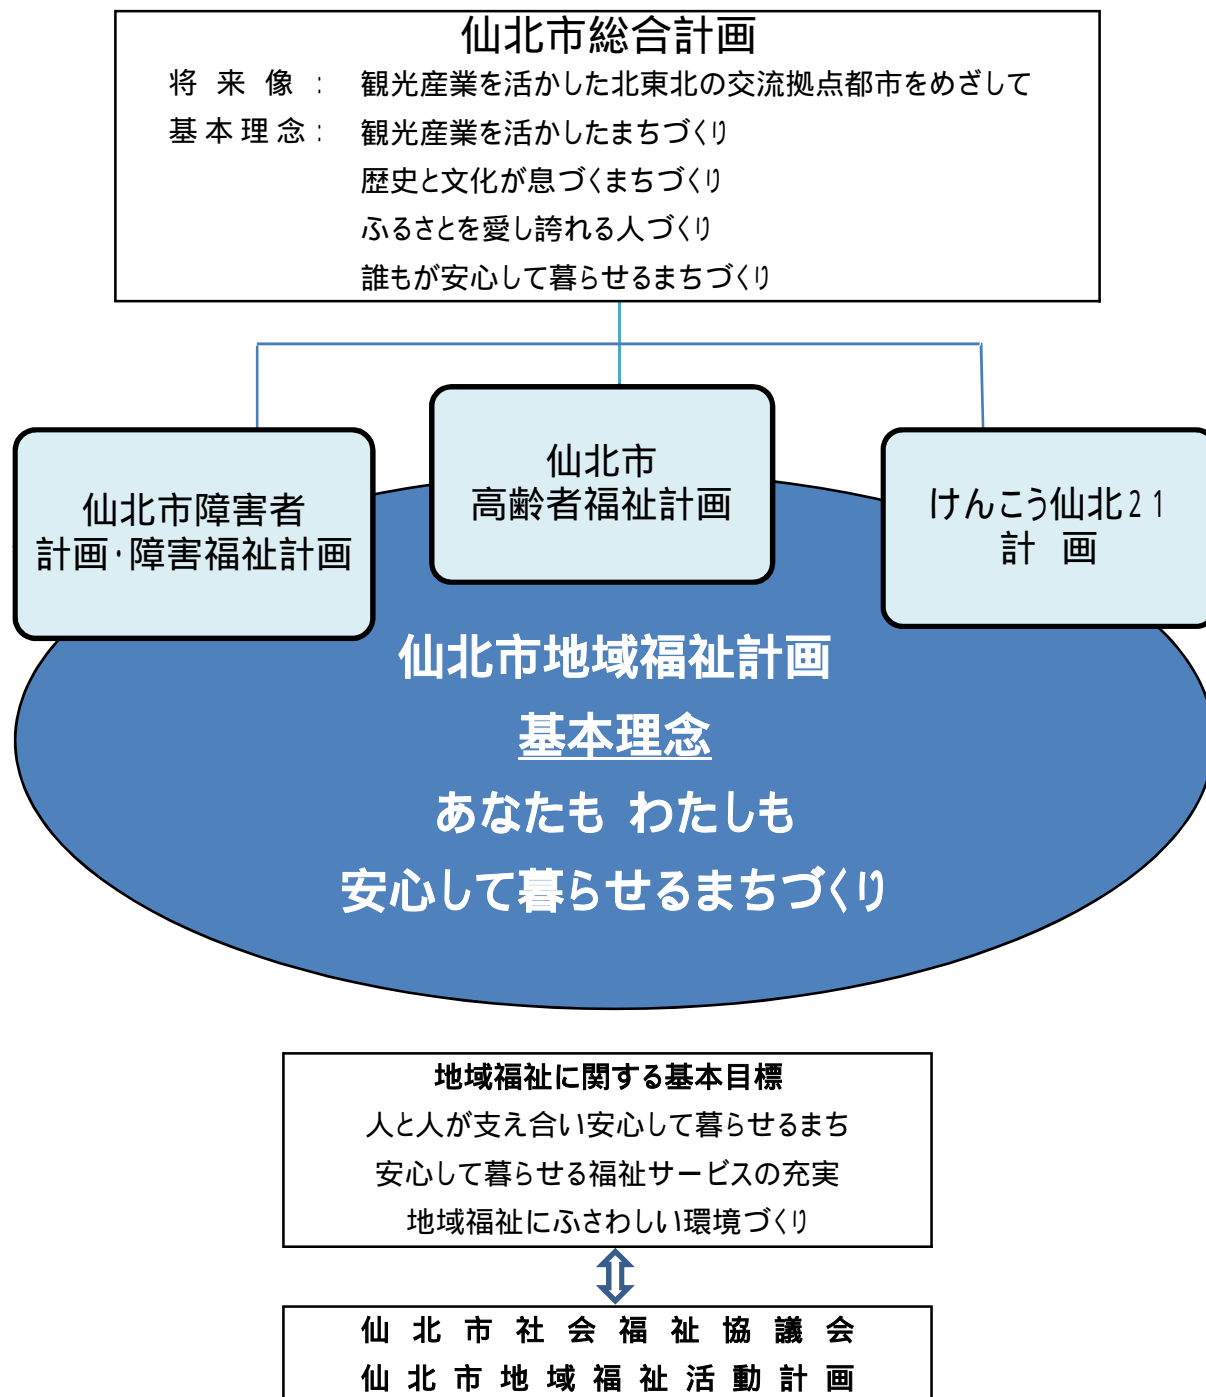 仙北市総合計画
将来像： 観光産業を活かした北東北の交流拠点都市をめざして
基本理念： 観光産業を活かしたまちづくり
歴史と文化が息づくまちづくり
ふるさとを愛し誇れる人づくり
誰もが安心して暮らせるまちづくり
仙北市障害者
計画・障害福祉計画
仙北市
高齢者福祉計画
けんこう仙北21
計 画
仙北市地域福祉計画
基本理念
あなたも わたしも
安心して暮らせるまちづくり
地域福祉に関する基本目標
人と人が支え合い安心して暮らせるまち
安心して暮らせる福祉サービスの充実
地域福祉にふさわしい環境づくり
仙北市社会福祉協議会
仙北市地域福祉活動計画